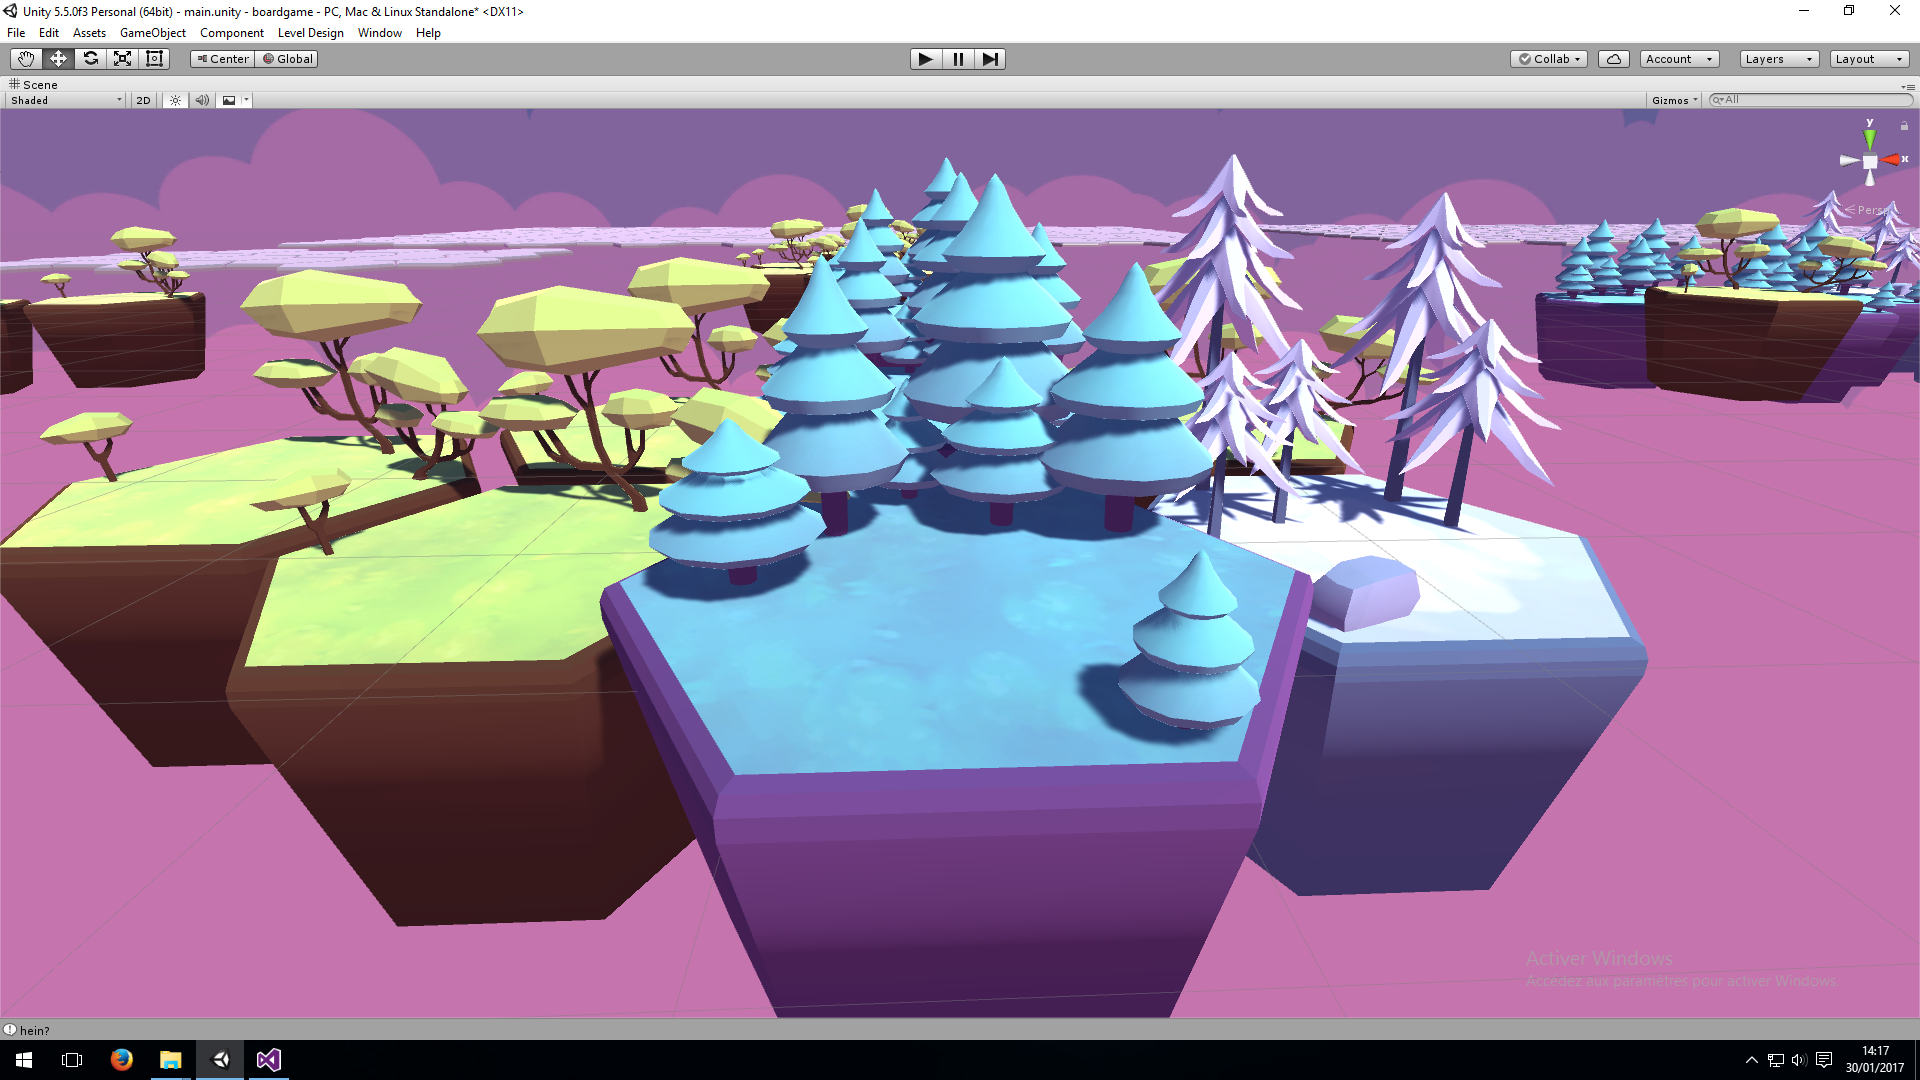 Unity 5.5.0f3 Personal (64bit) - main.unity - boardgame - PC, Mac & Linux Standalone* <DX11>
File Edit Assets GameObject Component Level Design Window Help
Center Global Collab Account Layers Layout
Scene
Shaded 2D Gizmos All
y
x
Persp
Activer Windows
Accédez aux paramètres pour activer Windows.
hein?
14:17
30/01/2017